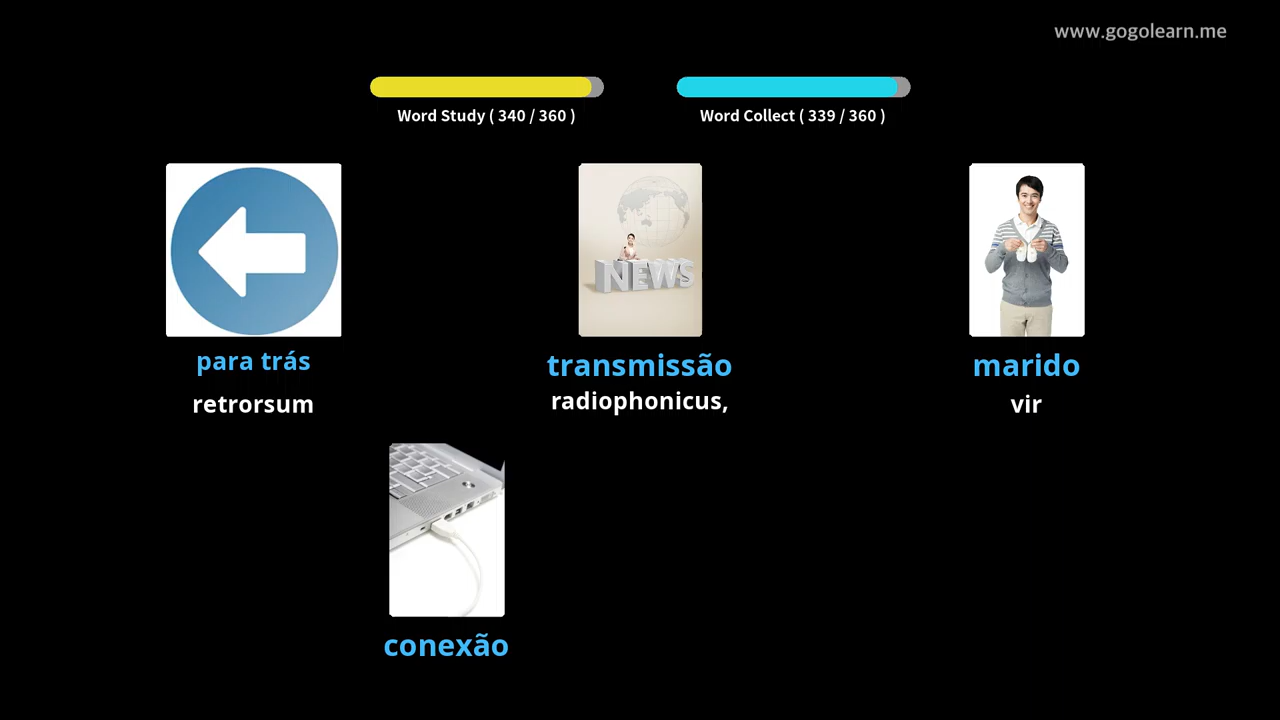 www.gogolearn.me
Word Study ( 340 / 360 )
Word Collect ( 339 / 360 )
NEWS
para trás
transmissão
marido
retrorsum
radiophonicus,
vir
conexão